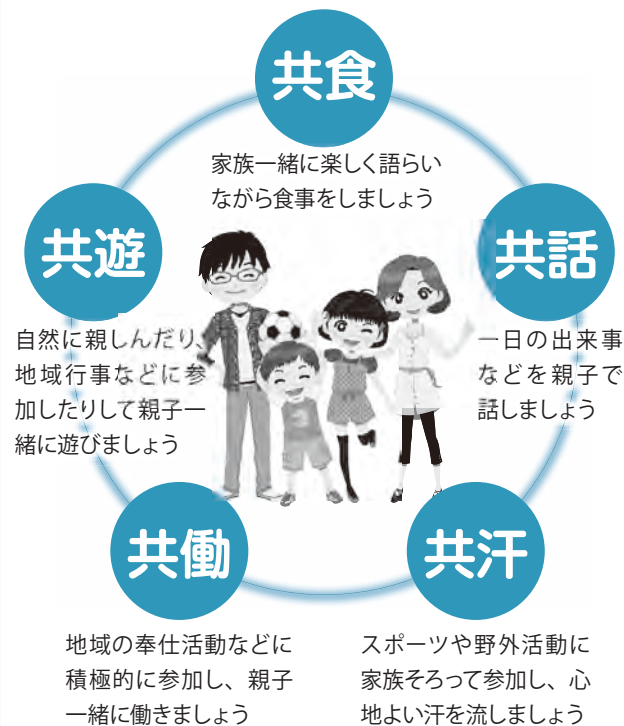 共食
家族一緒に楽しく語らい
ながら食事をしましょう
共話
一日の出来事
などを親子で
話しましょう
共汗
スポーツや野外活動に
家族そろって参加し、心
地よい汗を流しましょう
共働
地域の奉仕活動などに
積極的に参加し、親子
一緒に働きましょう
共遊
自然に親しんだり、
地域行事などに参
加したりして親子一
緒に遊びましょう